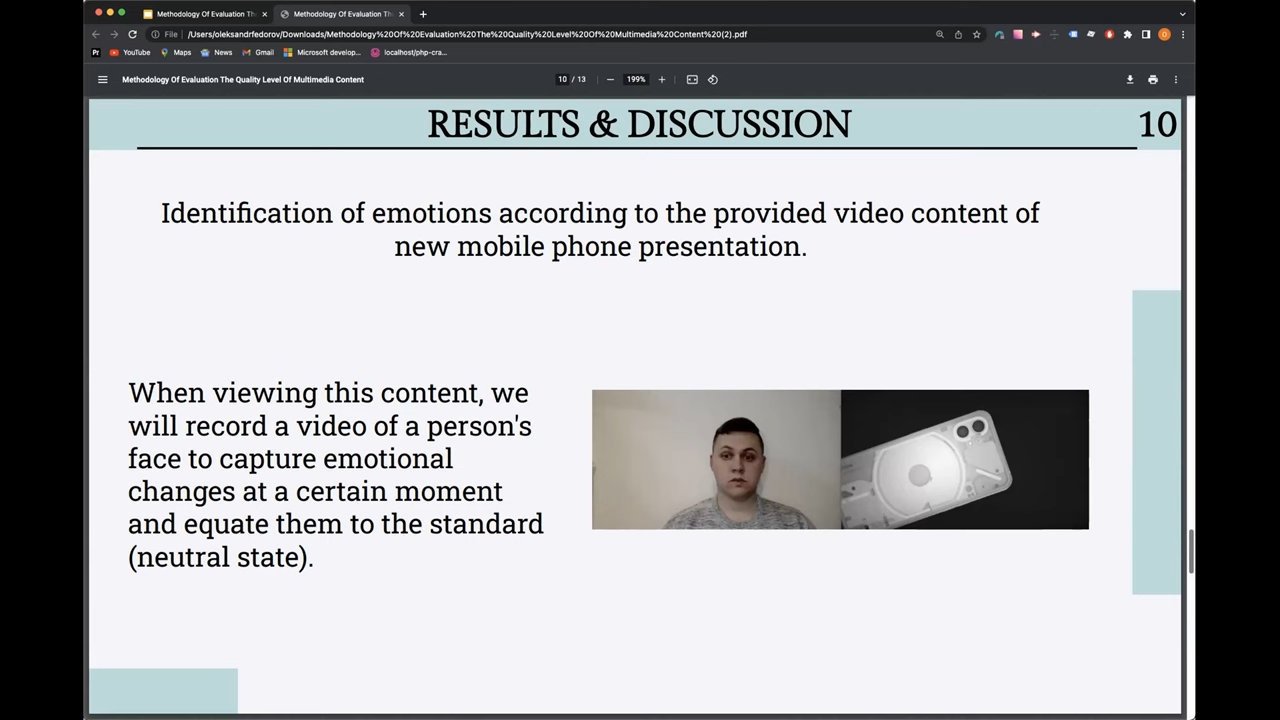 Methodology Of Evaluation The
Methodology Of Evaluation Th
File
/Users/oleksandrfedorov/Downloads/Methodology%20Of%20Evaluation%20The%20Quality%20Level%20Of%20Multimedia%20Content%20(2).pdf
Pr YouTube Maps News Gmail Microsoft develop... localhost/php-cra...
Methodology Of Evaluation The Quality Level Of Multimedia Content
10 / 13
199%
RESULTS & DISCUSSION
10
Identification of emotions according to the provided video content of
new mobile phone presentation.
When viewing this content, we
will record a video of a person's
face to capture emotional
changes at a certain moment
and equate them to the standard
(neutral state).